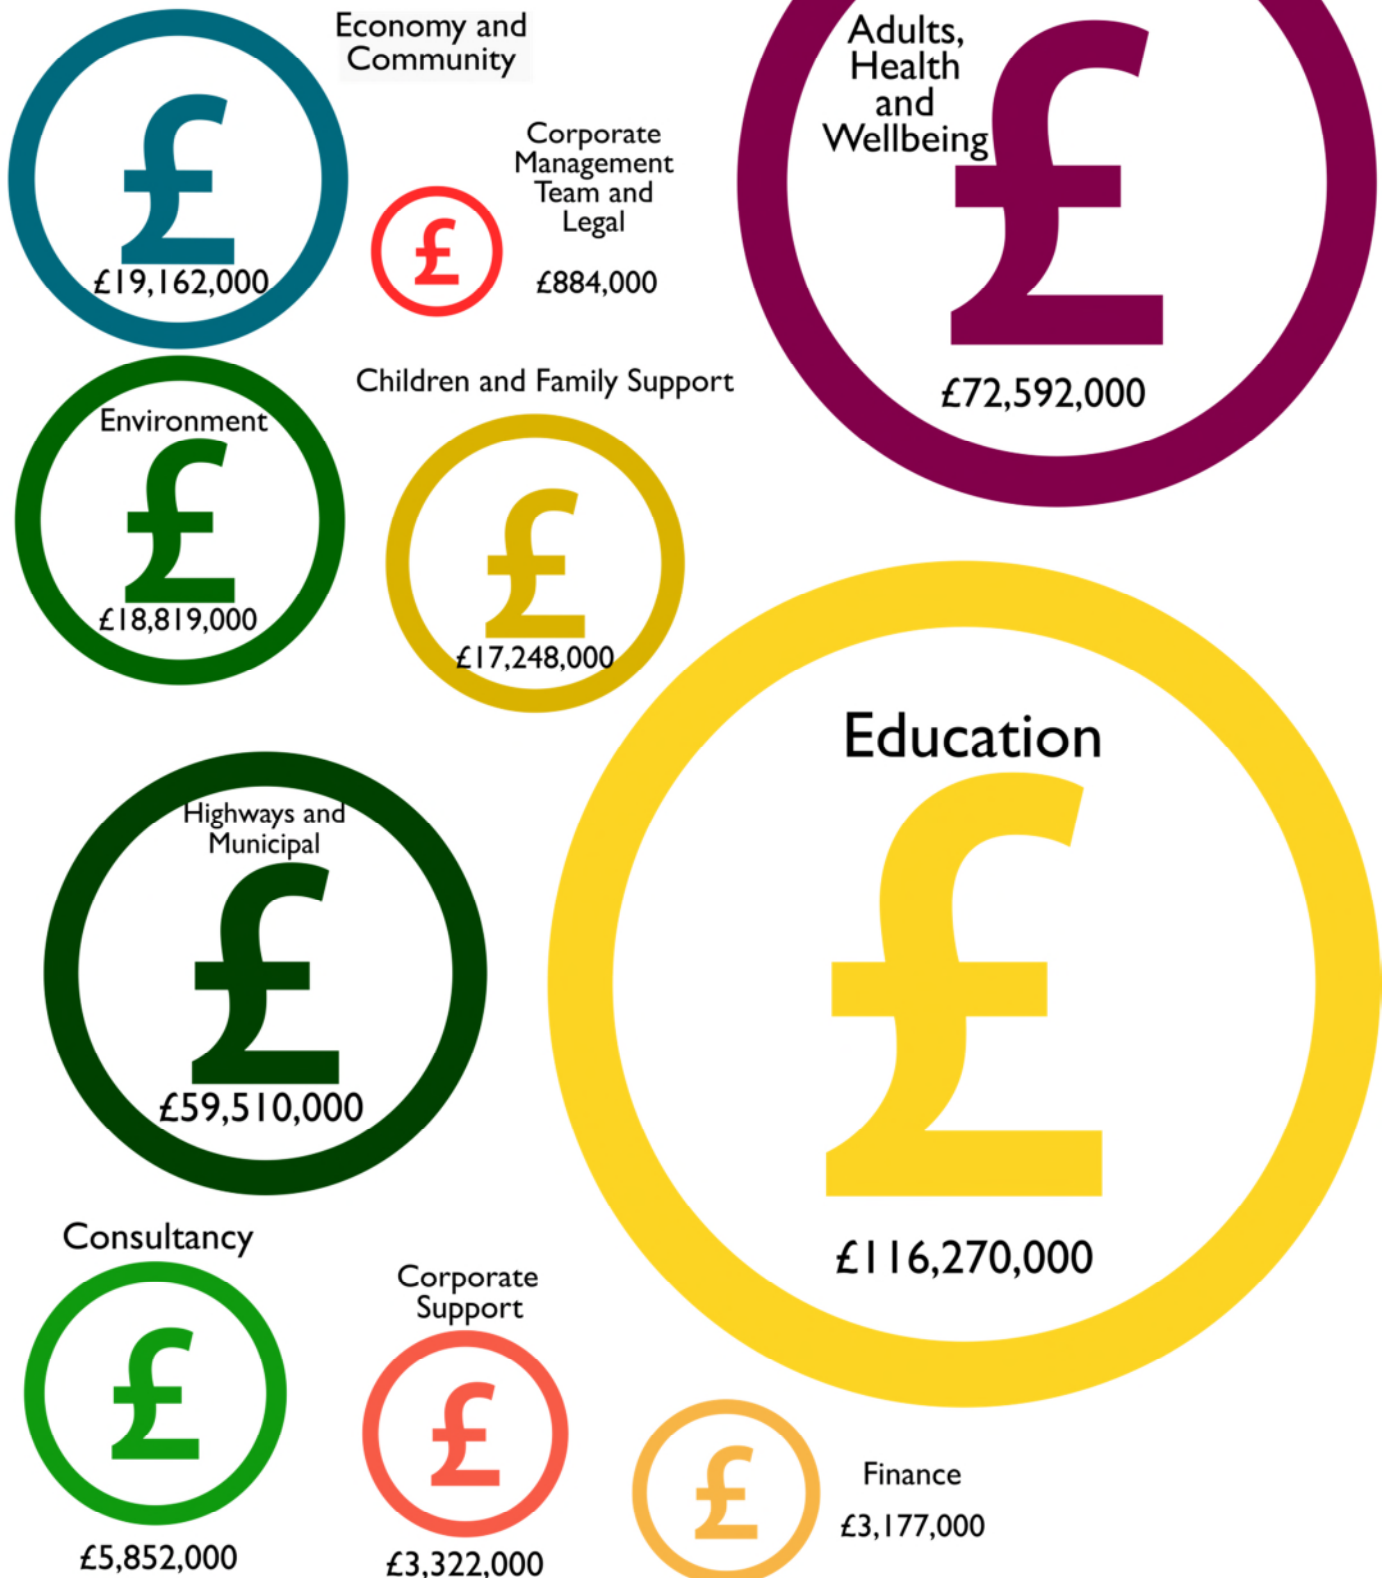 Economy and
Community
£
£19,162,000
Corporate
Management
Team and
Legal
£
£884,000
Adults,
Health
and
Wellbeing
£
£72,592,000
Environment
£
£18,819,000
Children and Family Support
£
£17,248,000
Education
£
£116,270,000
Highways and
Municipal
£
£59,510,000
Consultancy
£
£5,852,000
Corporate
Support
£
£3,322,000
£
Finance
£3,177,000